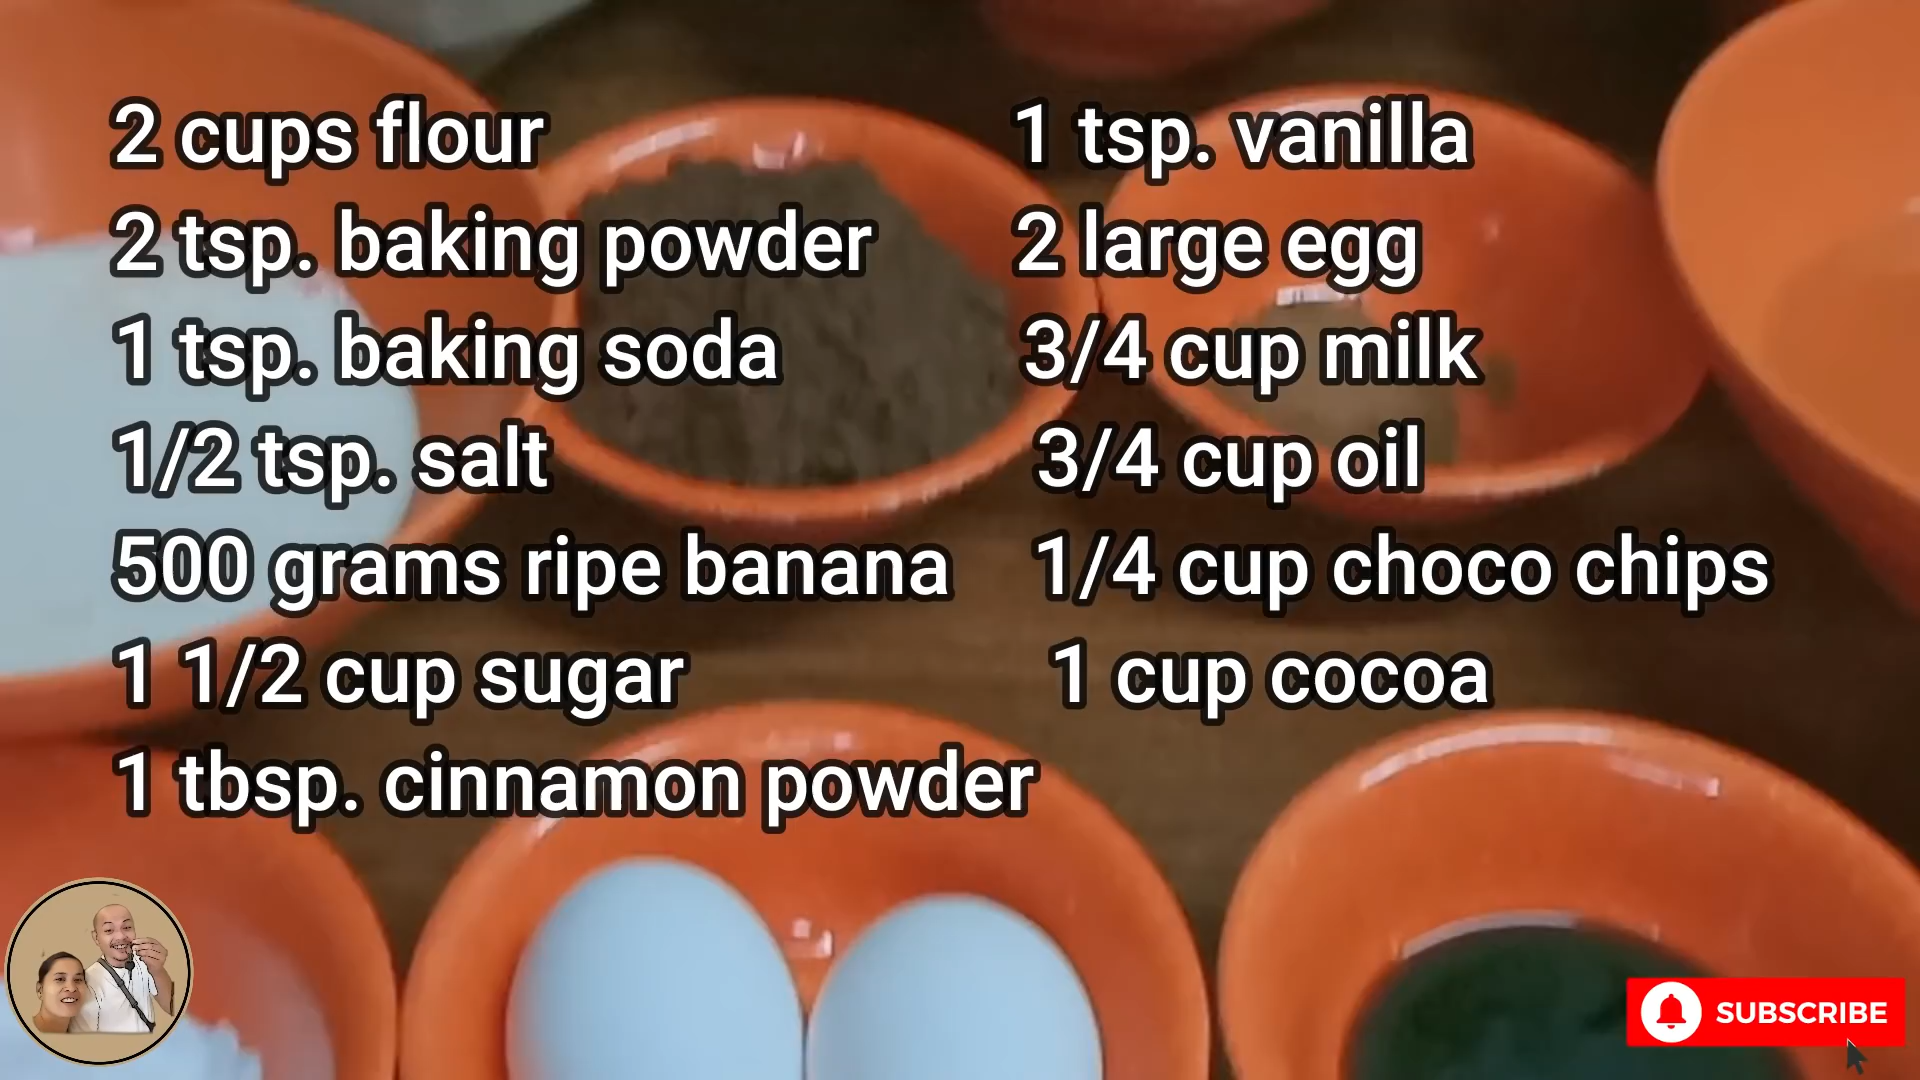 2 cups flour
2 tsp. baking powder
1 tsp. baking soda
1/2 tsp. salt
500 grams ripe banana
1 1/2 cup sugar
1 tbsp. cinnamon powder
1 tsp. vanilla
2 large egg
3/4 cup milk
3/4 cup oil
1/4 cup choco chips
1 cup cocoa
SUBSCRIBE